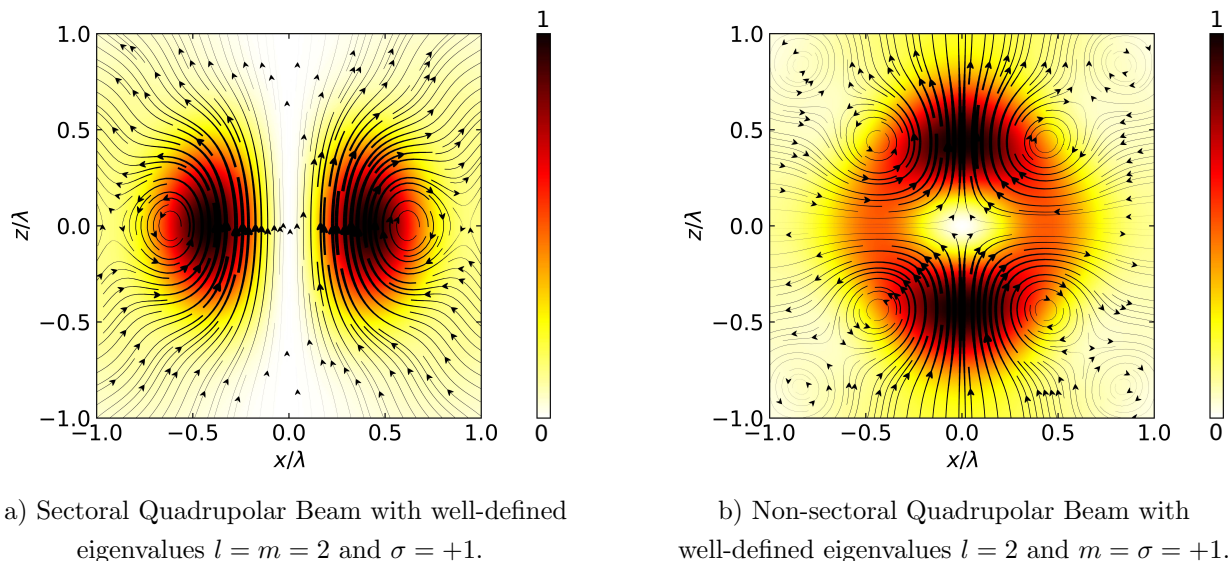 1
1.0
0.5
0.0
−0.5
−1.0
z/λ
−1.0 −0.5 0.0 0.5 1.0
x/λ
0
1
1.0
0.5
0.0
−0.5
−1.0
z/λ
−1.0 −0.5 0.0 0.5 1.0
x/λ
0
a) Sectoral Quadrupolar Beam with well-defined
eigenvalues l = m = 2 and σ = +1.
b) Non-sectoral Quadrupolar Beam with
well-defined eigenvalues l = 2 and m = σ = +1.